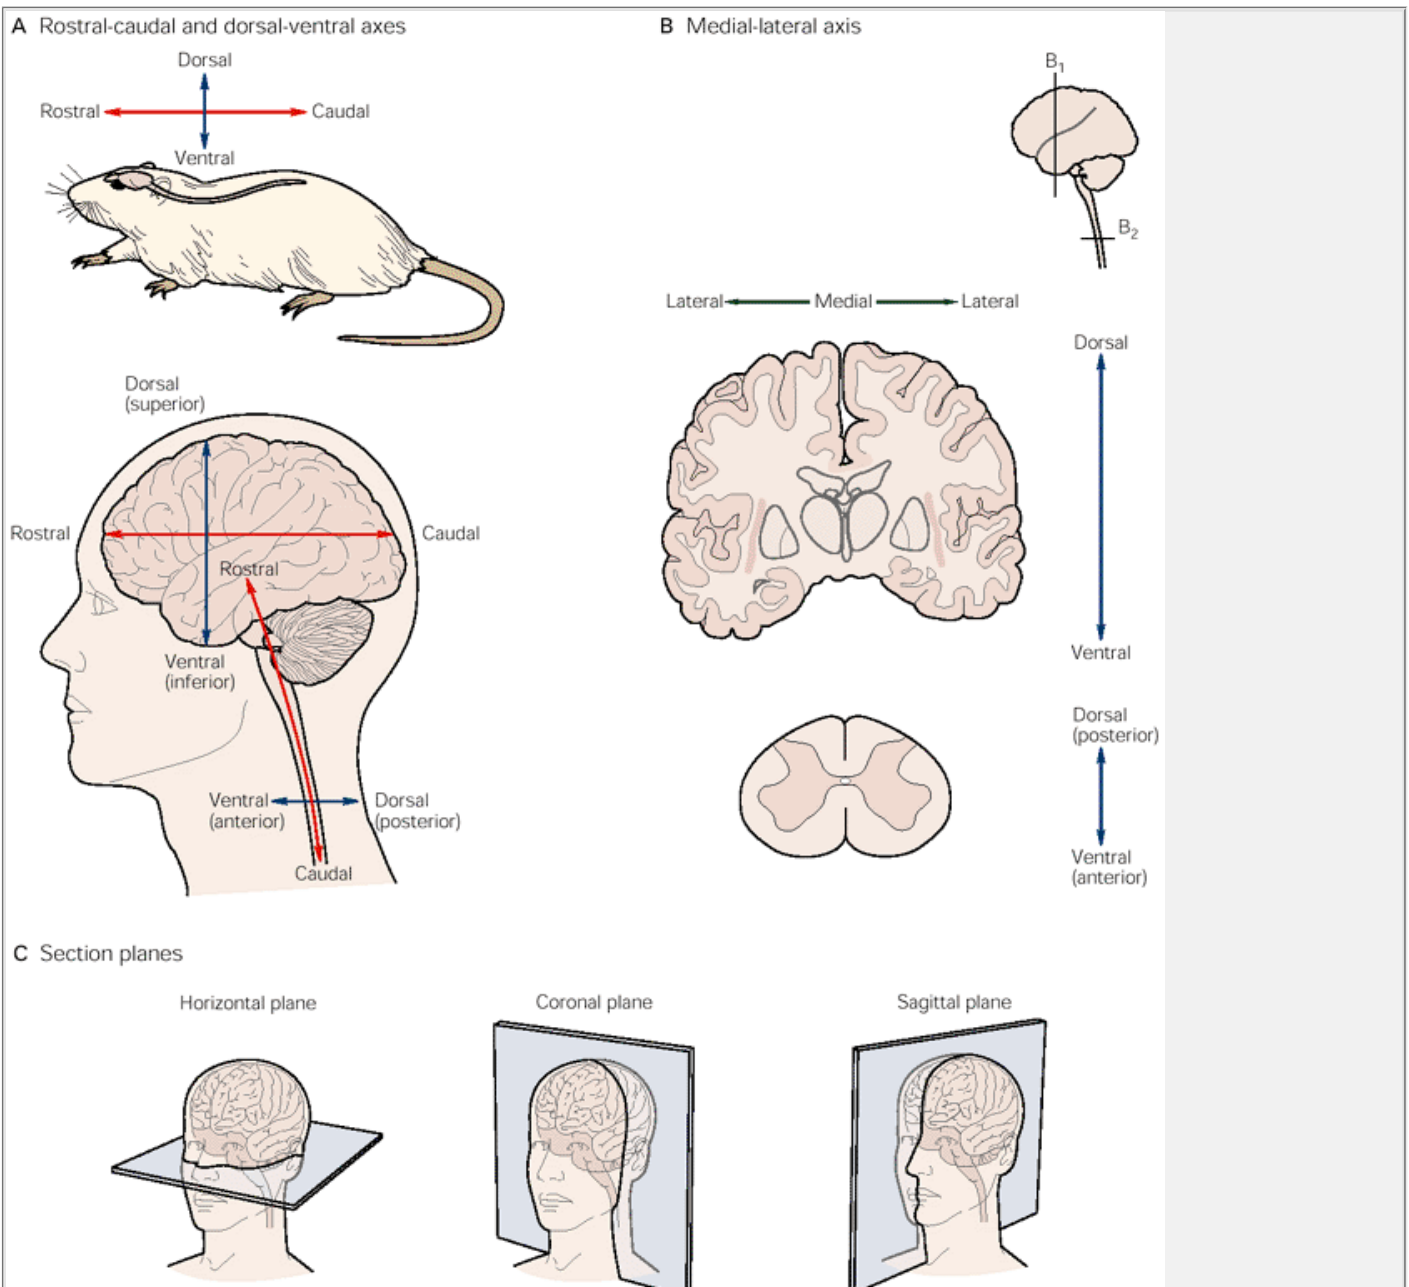 A Rostral-caudal and dorsal-ventral axes
Dorsal
Rostral
Caudal
Ventral
Dorsal
(superior)
Rostral
Caudal
Rostral
Ventral
(inferior)
Ventral
(anterior)
Dorsal
(posterior)
Caudal
B Medial-lateral axis
B1
B2
Lateral Medial Lateral
Dorsal
Ventral
Dorsal
(posterior)
Ventral
(anterior)
C Section planes
Horizontal plane
Coronal plane
Sagittal plane